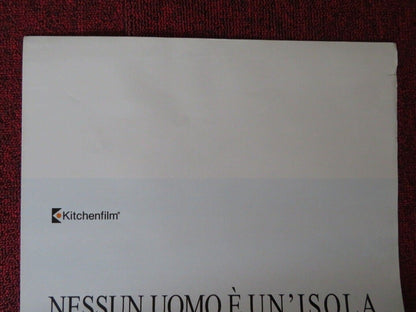 Kitchenfilm®
NESSUN UOMO È UN'ISOLA